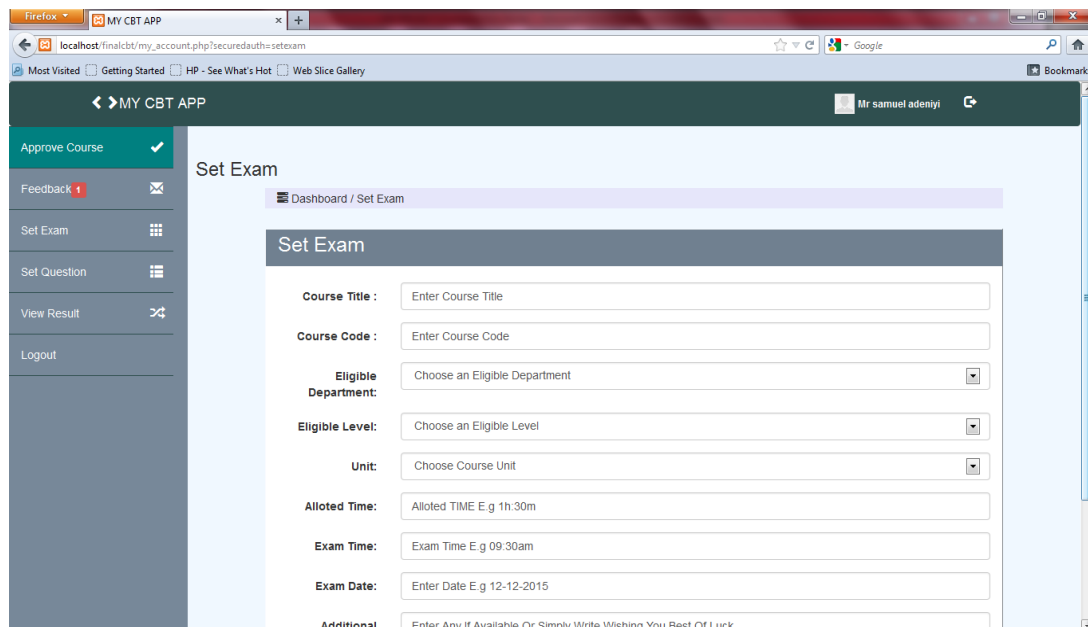 Firefox
MY CBT APP
localhost/finalcbt/my_account.php?securedauth=setexam
Google
Most Visited Getting Started HP - See What's Hot Web Slice Gallery Bookmark
MY CBT APP
Mr samuel adeniyi
Approve Course
Feedback 1
Set Exam
Set Question
View Result
Logout
Set Exam
Dashboard / Set Exam
Set Exam
Course Title : Enter Course Title
Course Code : Enter Course Code
Eligible Department: Choose an Eligible Department
Eligible Level: Choose an Eligible Level
Unit: Choose Course Unit
Alloted Time: Alloted TIME E.g 1h:30m
Exam Time: Exam Time E.g 09:30am
Exam Date: Enter Date E.g 12-12-2015
Additional Enter Any If Available Or Simply Write Wishing You Best Of Luck